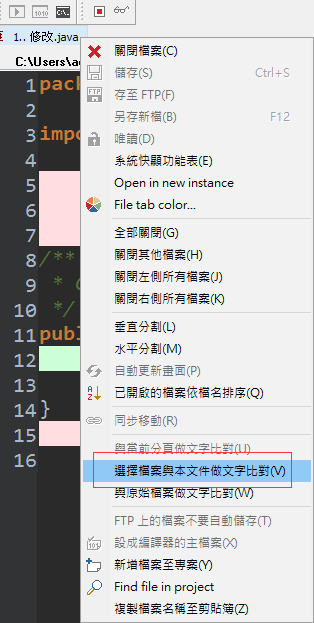 1.. 修改.java
C:\Users\a
關閉檔案(C)
儲存(S) Ctrl+S
存至 FTP(F)
另存新檔(B) F12
唯讀(D)
系統快顯功能表(E)
Open in new instance
File tab color...
全部關閉(G)
關閉其他檔案(H)
關閉左側所有檔案(J)
關閉右側所有檔案(K)
垂直分割(L)
水平分割(M)
自動更新畫面(P)
已開啟的檔案依檔名排序(Q)
同步移動(R)
與當前分頁做文字比對(U)
選擇檔案與本文件做文字比對(V)
與原始檔案做文字比對(W)
FTP 上的檔案不要自動儲存(T)
設成編譯器的主檔案(X)
新增檔案至專案(Y)
Find file in project
複製檔案名稱至剪貼簿(Z)
1 pack
2
3 impo
4
5
6
7
8 /**
9 *
10 */
11 publ
12
13
14 }
15
16